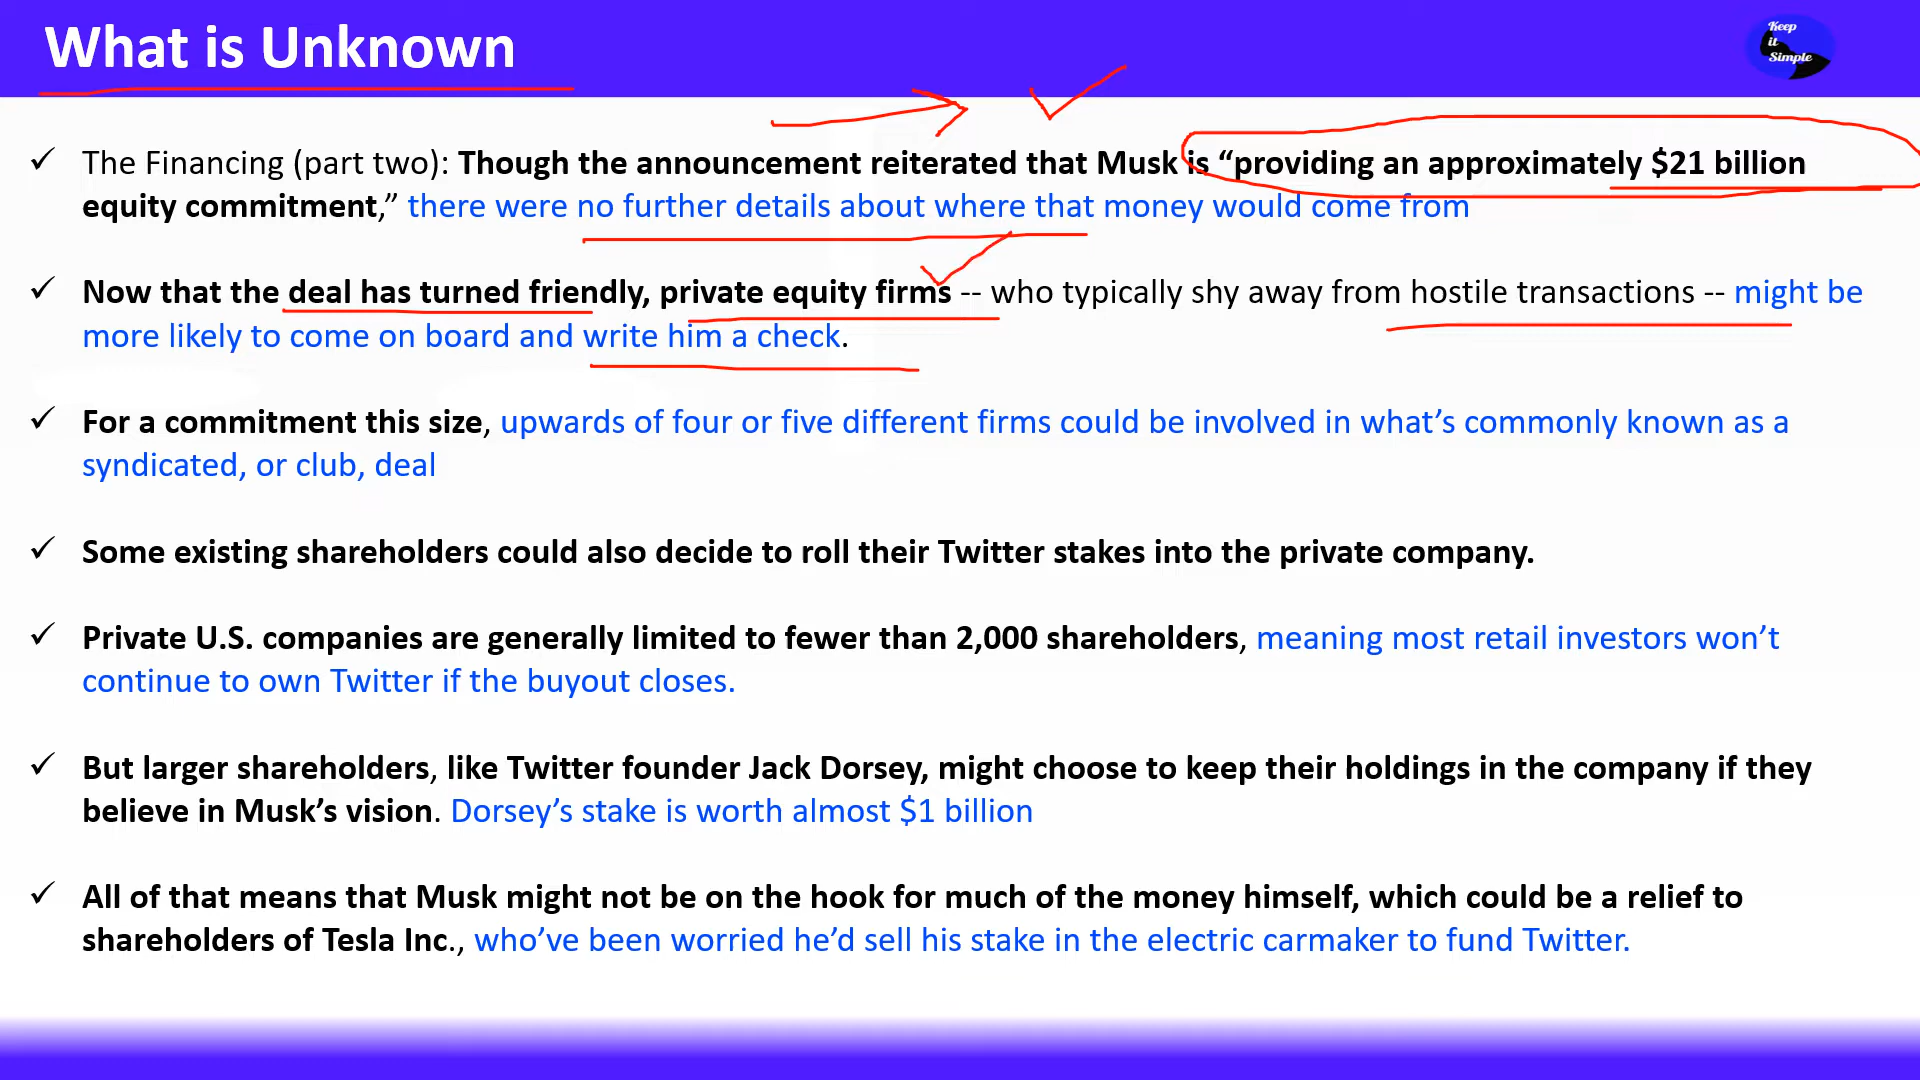 What is Unknown
Keep
it
Simple
✓ The Financing (part two): Though the announcement reiterated that Musk is “providing an approximately $21 billion
equity commitment,” there were no further details about where that money would come from
✓ Now that the deal has turned friendly, private equity firms -- who typically shy away from hostile transactions -- might be
more likely to come on board and write him a check.
✓ For a commitment this size, upwards of four or five different firms could be involved in what’s commonly known as a
syndicated, or club, deal
✓ Some existing shareholders could also decide to roll their Twitter stakes into the private company.
✓ Private U.S. companies are generally limited to fewer than 2,000 shareholders, meaning most retail investors won’t
continue to own Twitter if the buyout closes.
✓ But larger shareholders, like Twitter founder Jack Dorsey, might choose to keep their holdings in the company if they
believe in Musk’s vision. Dorsey’s stake is worth almost $1 billion
✓ All of that means that Musk might not be on the hook for much of the money himself, which could be a relief to
shareholders of Tesla Inc., who’ve been worried he’d sell his stake in the electric carmaker to fund Twitter.